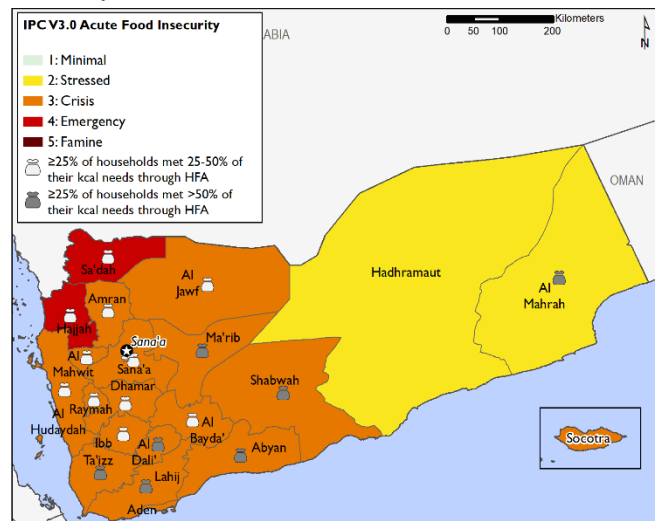 IPC V3.0 Acute Food Insecurity
1: Minimal
2: Stressed
3: Crisis
4: Emergency
5: Famine
≥25% of households met 25-50% of
their kcal needs through HFA
≥25% of households met >50% of
their kcal needs through HFA
ABIA
Kilometers
0 50 100 200
N
OMAN
Sa'dah
Al
Jawf
Hadhramaut
Al
Mahrah
Amran
Hajjah
Sana'a
Ma'rib
Al
Mahwit
Sana'a
Dhamar
Shabwah
Raymah
Al
Hudaydah
Al
Bayda'
Ibb
Al
Dali'
Abyan
Ta'izz
Lahij
Aden
Socotra